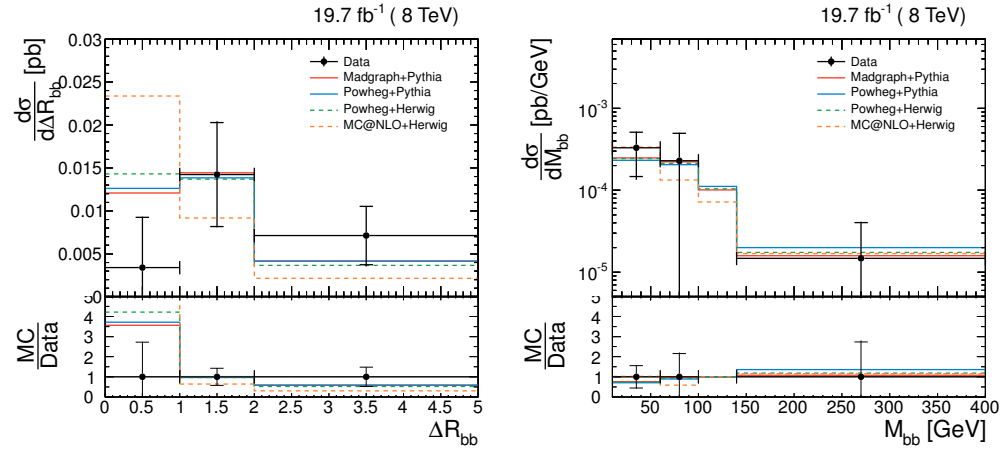 19.7 fb⁻¹ ( 8 TeV)
dσ/dΔR_bb [pb]
0.03
0.025
0.02
0.015
0.01
0.005
0
Data
Madgraph+Pythia
Powheg+Pythia
Powheg+Herwig
MC@NLO+Herwig
MC/Data
5
4
3
2
1
0
0 0.5 1 1.5 2 2.5 3 3.5 4 4.5 5
ΔR_bb
19.7 fb⁻¹ ( 8 TeV)
dσ/dM_bb [pb/GeV]
10⁻³
10⁻⁴
10⁻⁵
Data
Madgraph+Pythia
Powheg+Pythia
Powheg+Herwig
MC@NLO+Herwig
MC/Data
5
4
3
2
1
0
50 100 150 200 250 300 350 400
M_bb [GeV]